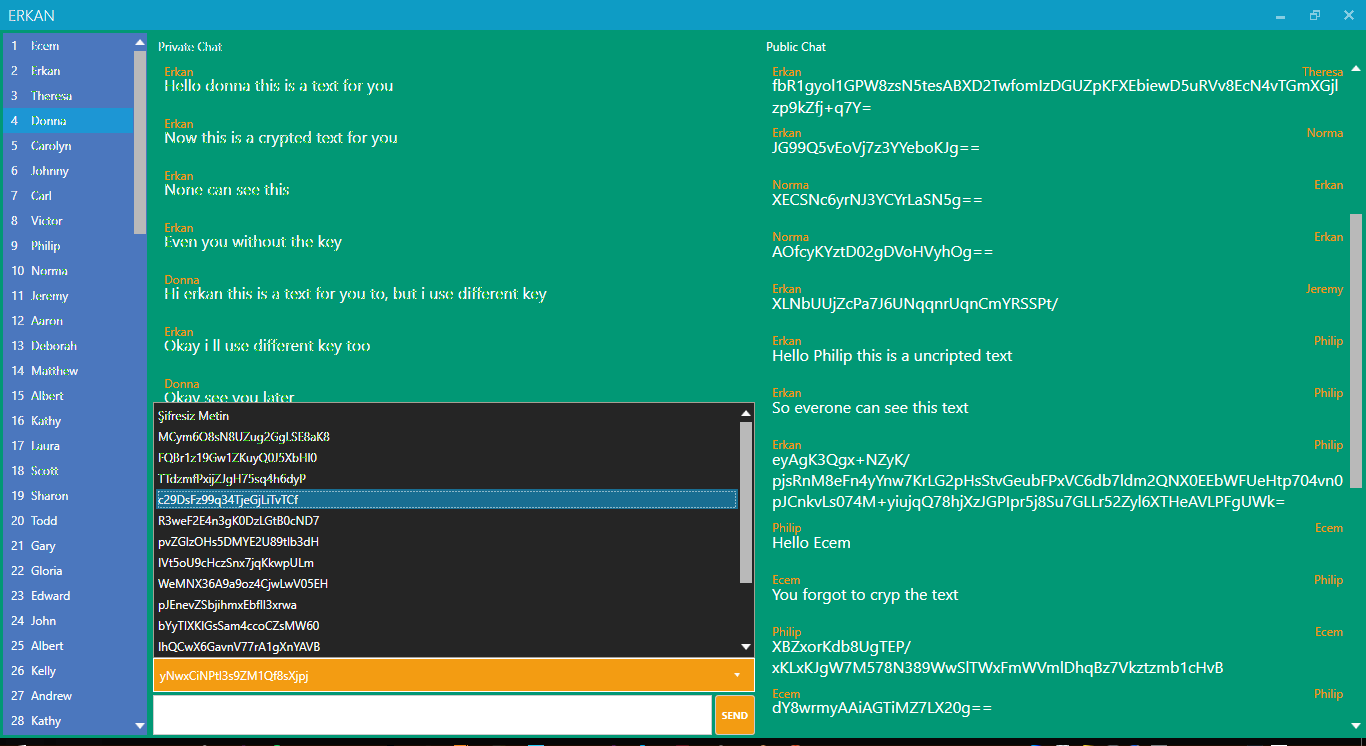 ERKAN
1 Ecem
2 Erkan
3 Theresa
4 Donna
5 Carolyn
6 Johnny
7 Carl
8 Victor
9 Philip
10 Norma
11 Jeremy
12 Aaron
13 Deborah
14 Matthew
15 Albert
16 Kathy
17 Laura
18 Scott
19 Sharon
20 Todd
21 Gary
22 Gloria
23 Edward
24 John
25 Albert
26 Kelly
27 Andrew
28 Kathy
Private Chat
Erkan
Hello donna this is a text for you
Erkan
Now this is a crypted text for you
Erkan
None can see this
Erkan
Even you without the key
Donna
Hi erkan this is a text for you to, but i use different key
Erkan
Okay i ll use different key too
Donna
Okay see you later
Şifresiz Metin
MCym6O8sN8UZug2GgLSE8aK8
FQBr1z19Gw1ZKuyQ0J5XbHI0
TTdzmfPxijZJgH75sq4h6dyP
c29DsFz99q34TjeGjLiTvTCf
R3weF2E4n3gK0DzLGtB0cND7
pvZGlzOHs5DMYE2U89tIb3dH
IVt5oU9cHczSnx7jqKkwpULm
WeMNX36A9a9oz4CjwLwV05EH
pJEnevZSbjihmxEbfII3xrwa
bYyTIXKlGsSam4ccoCZsMW60
IhQCwX6GavnV77rA1gXnYAVB
yNwxCiNPtI3s9ZM1Qf8sXjpj
SEND
Public Chat
Erkan Theresa
fbR1gyol1GPW8zsN5tesABXD2TwfomIzDGUZpKFXEbiewD5uRVv8EcN4vTGmXGjI
zp9kZfj+q7Y=
Erkan Norma
JG99Q5vEoVj7z3YYeboKJg==
Norma Erkan
XECSNc6yrNJ3YCYrLaSN5g==
Norma Erkan
AOfcyKYztD02gDVoHVyhOg==
Erkan Jeremy
XLNbUUjZcPa7J6UNqqnrUqnCmYRSSPt/
Erkan Philip
Hello Philip this is a uncripted text
Erkan Philip
So everone can see this text
Erkan Philip
eyAgK3Qgx+NZyK/
pjsRnM8eFn4yYnw7KrLG2pHsStvGeubFPxVC6db7ldm2QNX0EEbWFUeHtp704vn0
pJCnkvLs074M+yiujqQ78hjXzJGPIpr5j8Su7GLLr52Zyl6XTHeAVLPFgUWk=
Philip Ecem
Hello Ecem
Ecem Philip
You forgot to cryp the text
Philip Ecem
XBZxorKdb8UgTEP/
xKLxKJgW7M578N389WwSlTWxFmWVmlDhqBz7Vkztzmb1cHvB
Ecem Philip
dY8wrmyAAiAGTiMZ7LX20g==